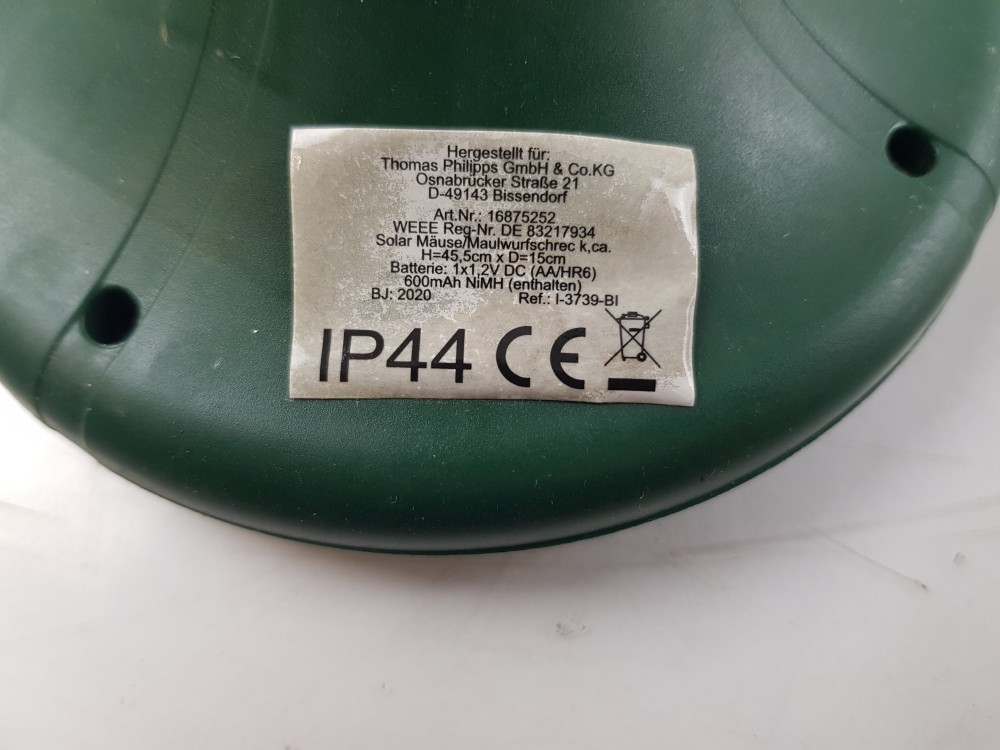 Hergestellt für:
Thomas Philipps GmbH & Co.KG
Osnabrücker Straße 21
D-49143 Bissendorf
Art.Nr.: 16875252
WEEE Reg-Nr. DE 83217934
Solar Mäuse/Maulwurfschrec k,ca.
H=45,5cm x D=15cm
Batterie: 1x1,2V DC (AA/HR6)
600mAh NiMH (enthalten)
BJ: 2020 Ref.: I-3739-BI
IP44 CE